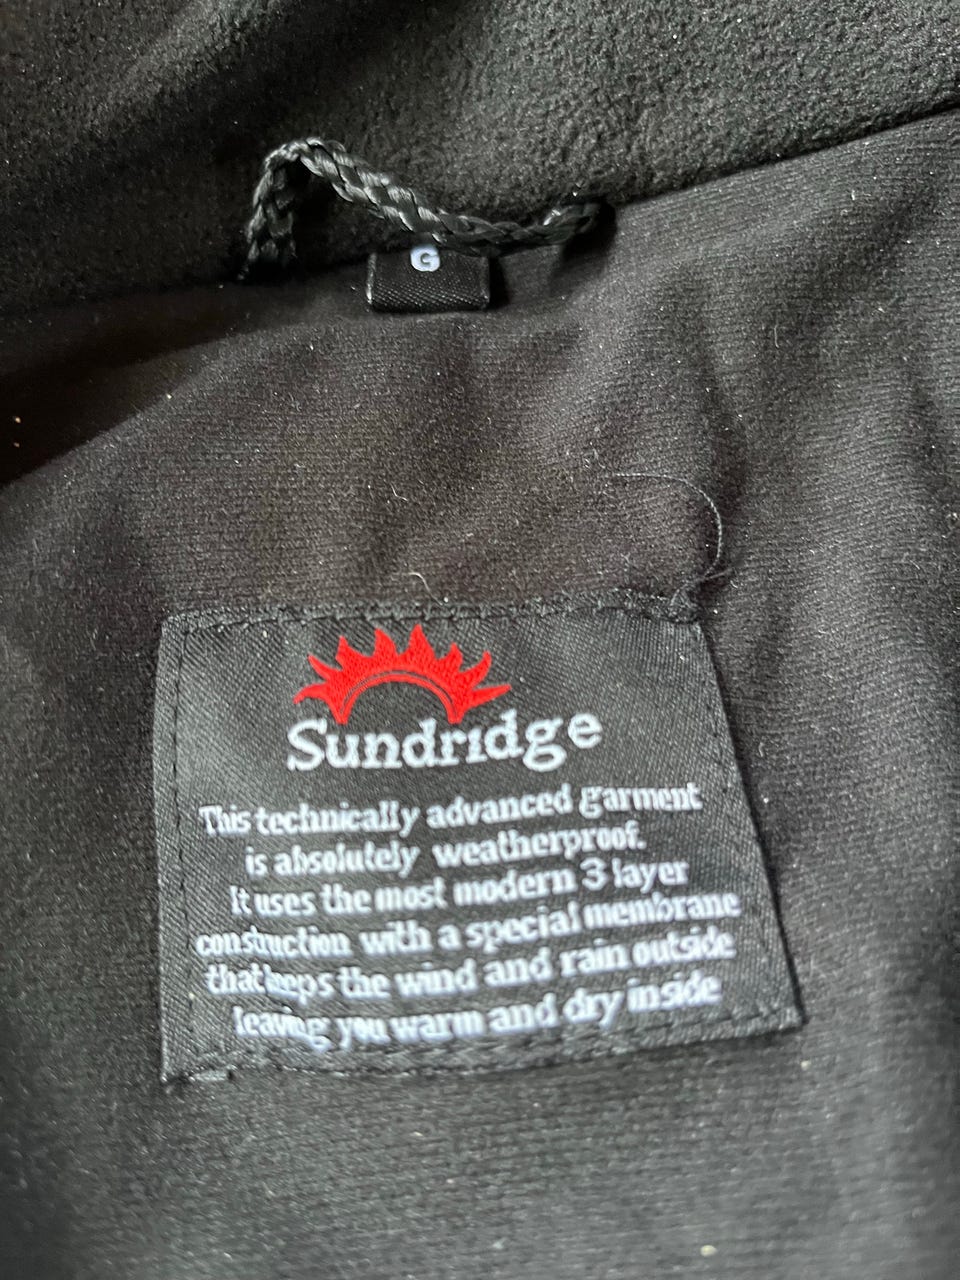 G
Sundridge
This technically advanced garment
is absolutely weatherproof.
It uses the most modern 3 layer
construction with a special membrane
that keeps the wind and rain outside
leaving you warm and dry inside